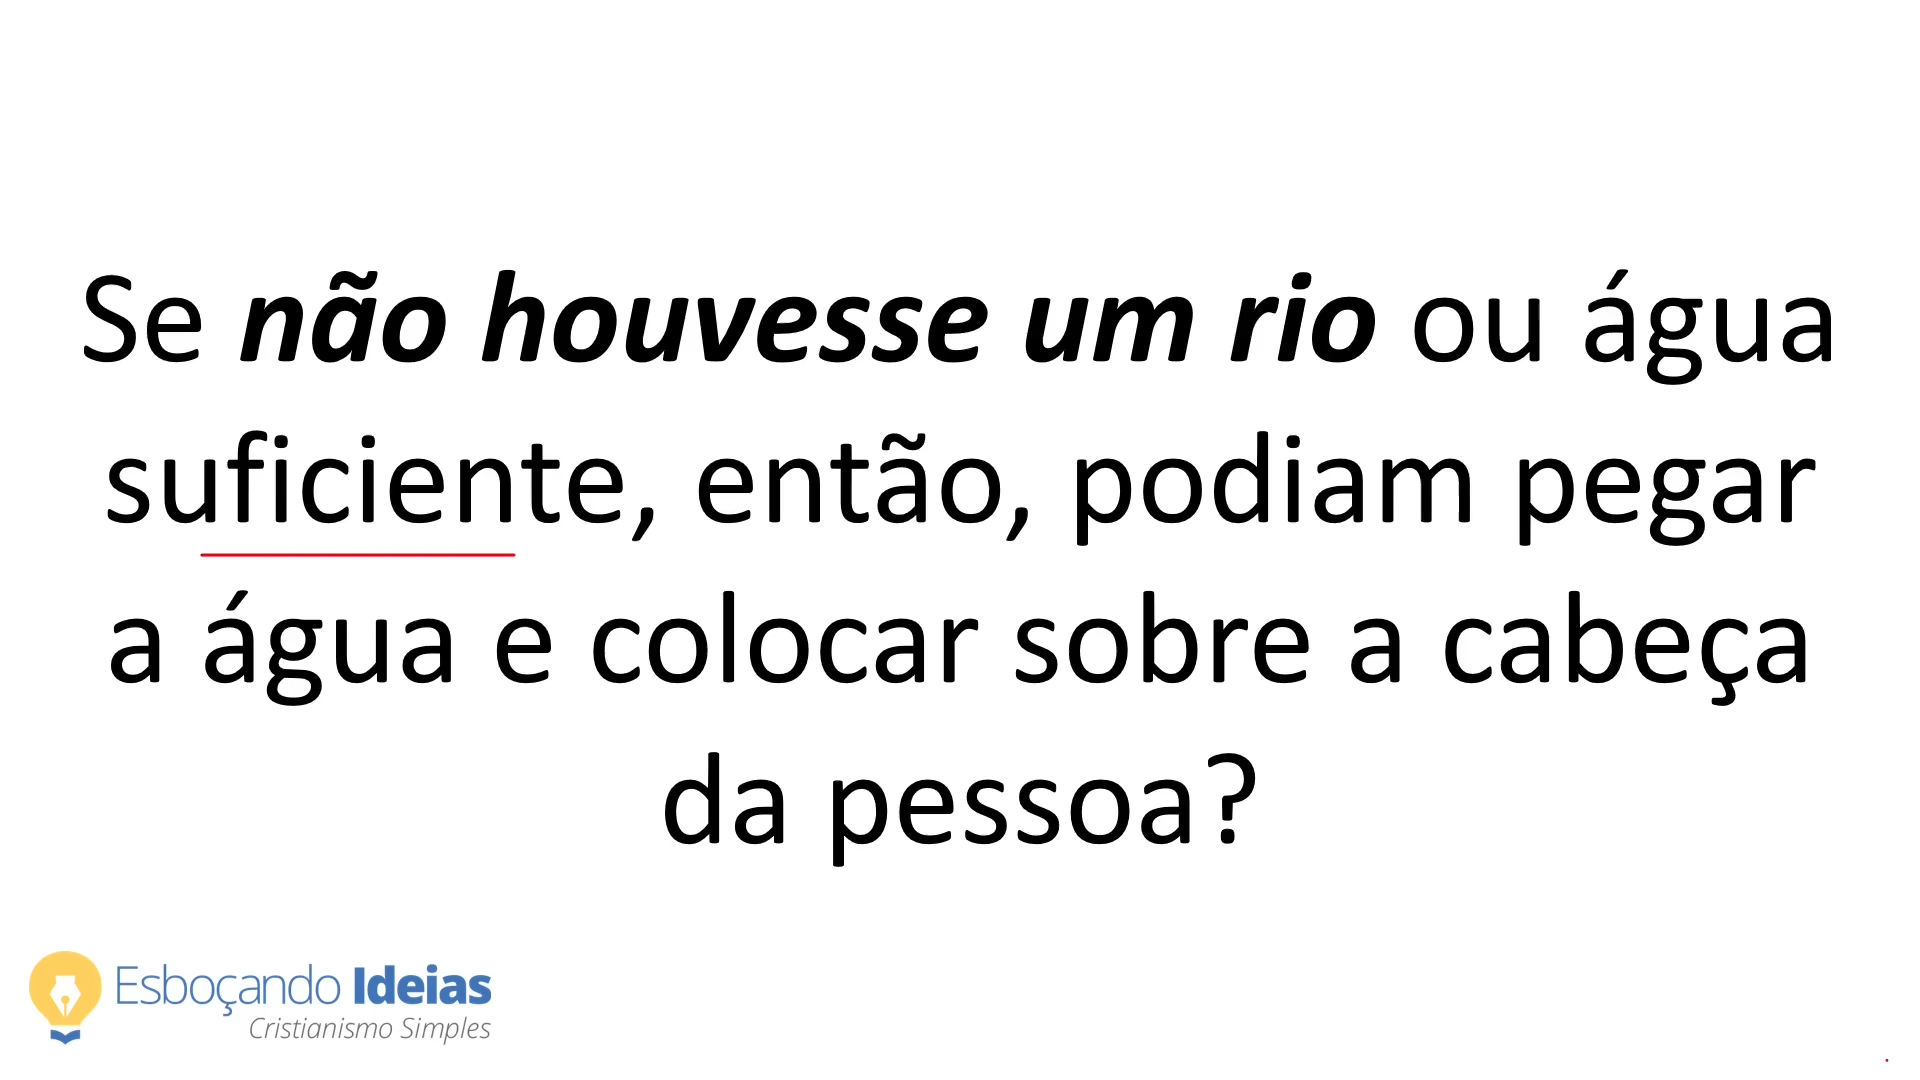 Se não houvesse um rio ou água
suficiente, então, podiam pegar
a água e colocar sobre a cabeça
da pessoa?
Esboçando Ideias
Cristianismo Simples